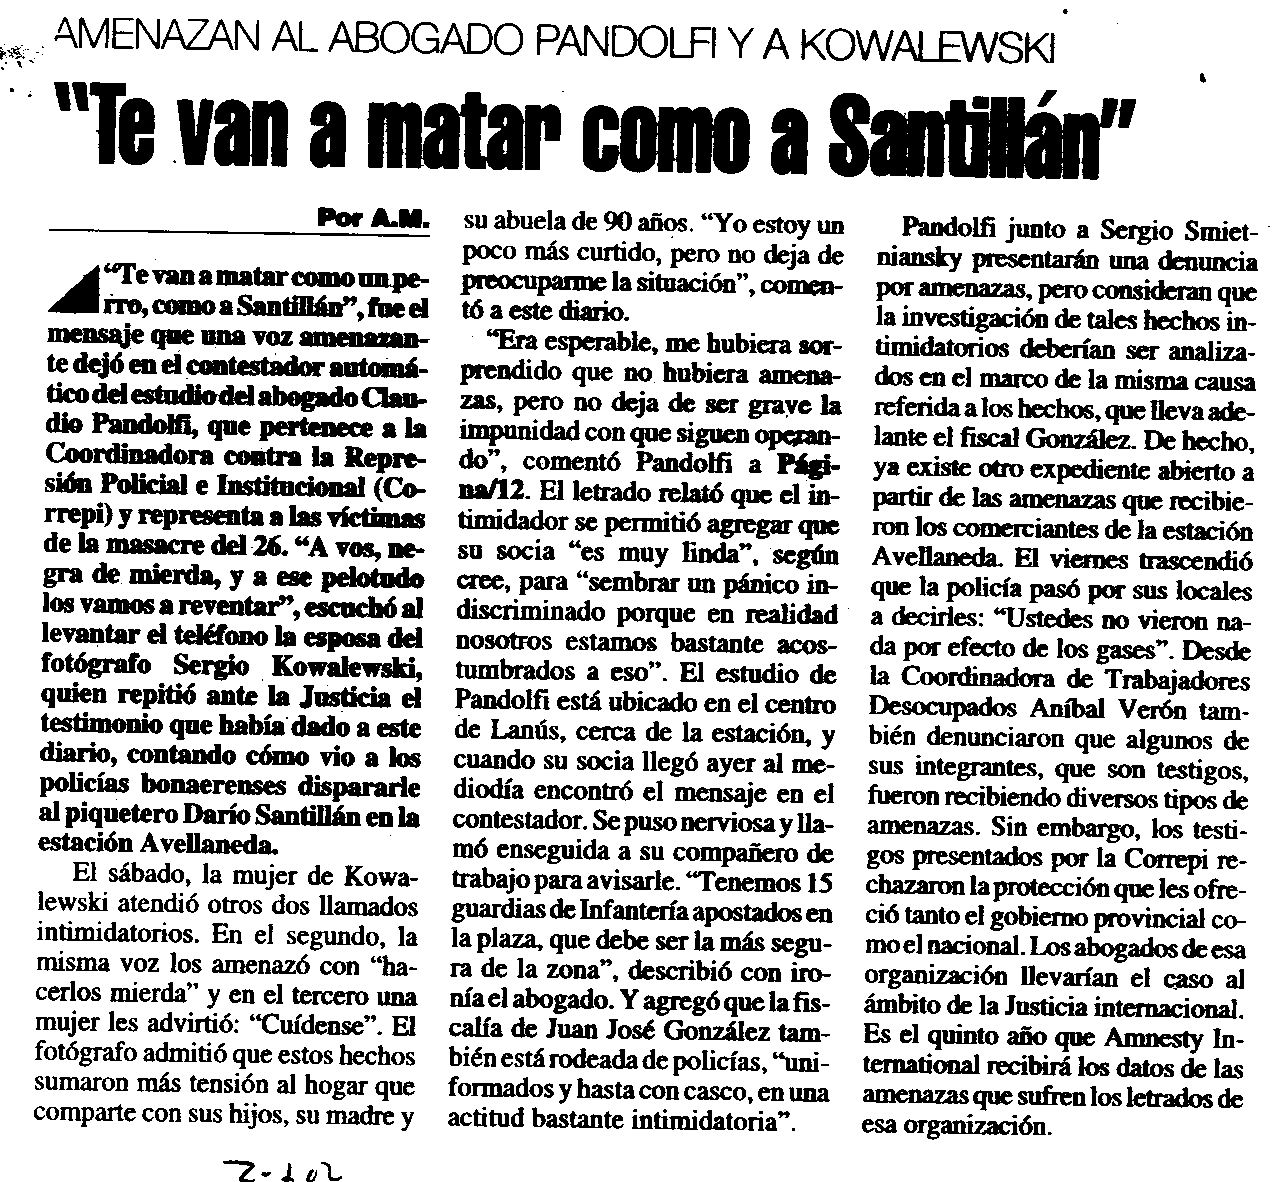 AMENAZAN AL ABOGADO PANDOLFI Y A KOWALEWSKI
"Te van a matar como a Santillán"
Por A.M.
"Te van a matar como un pe-
rro, como a Santillán", fue el
mensaje que una voz amenazan-
te dejó en el contestador automá-
tico del estudio del abogado Clau-
dio Pandolfi, que pertenece a la
Coordinadora contra la Repre-
sión Policial e Institucional (Co-
rrepi) y representa a las víctimas
de la masacre del 26. "A vos, ne-
gra de mierda, y a ese pelotudo
los vamos a reventar", escuchó al
levantar el teléfono la esposa del
fotógrafo Sergio Kowalewski,
quien repitió ante la Justicia el
testimonio que había dado a este
diario, contando cómo vio a los
policías bonaerenses dispararle
al piquetero Darío Santillán en la
estación Avellaneda.
El sábado, la mujer de Kowa-
lewski atendió otros dos llamados
intimidatorios. En el segundo, la
misma voz los amenazó con "ha-
cerlos mierda" y en el tercero una
mujer les advirtió: "Cuídense". El
fotógrafo admitió que estos hechos
sumaron más tensión al hogar que
comparte con sus hijos, su madre y
su abuela de 90 años. "Yo estoy un
poco más curtido, pero no deja de
preocuparme la situación", comen-
tó a este diario.
"Era esperable, me hubiera sor-
prendido que no hubiera amena-
zas, pero no deja de ser grave la
impunidad con que siguen operan-
do", comentó Pandolfi a Pági-
na/12. El letrado relató que el in-
timidador se permitió agregar que
su socia "es muy linda", según
cree, para "sembrar un pánico in-
discriminado porque en realidad
nosotros estamos bastante acos-
tumbrados a eso". El estudio de
Pandolfi está ubicado en el centro
de Lanús, cerca de la estación, y
cuando su socia llegó ayer al me-
diodía encontró el mensaje en el
contestador. Se puso nerviosa y lla-
mó enseguida a su compañero de
trabajo para avisarle. "Tenemos 15
guardias de Infantería apostados en
la plaza, que debe ser la más segu-
ra de la zona", describió con iro-
nía el abogado. Y agregó que la fis-
calía de Juan José González tam-
bién está rodeada de policías, "uni-
formados y hasta con casco, en una
actitud bastante intimidatoria".
Pandolfi junto a Sergio Smiet-
niansky presentarán una denuncia
por amenazas, pero consideran que
la investigación de tales hechos in-
timidatorios deberían ser analiza-
dos en el marco de la misma causa
referida a los hechos, que lleva ade-
lante el fiscal González. De hecho,
ya existe otro expediente abierto a
partir de las amenazas que recibie-
ron los comerciantes de la estación
Avellaneda. El viernes trascendió
que la policía pasó por sus locales
a decirles: "Ustedes no vieron na-
da por efecto de los gases". Desde
la Coordinadora de Trabajadores
Desocupados Aníbal Verón tam-
bién denunciaron que algunos de
sus integrantes, que son testigos,
fueron recibiendo diversos tipos de
amenazas. Sin embargo, los testi-
gos presentados por la Correpi re-
chazaron la protección que les ofre-
ció tanto el gobierno provincial co-
mo el nacional. Los abogados de esa
organización llevarían el caso al
ámbito de la Justicia internacional.
Es el quinto año que Amnesty In-
ternational recibirá los datos de las
amenazas que sufren los letrados de
esa organización.